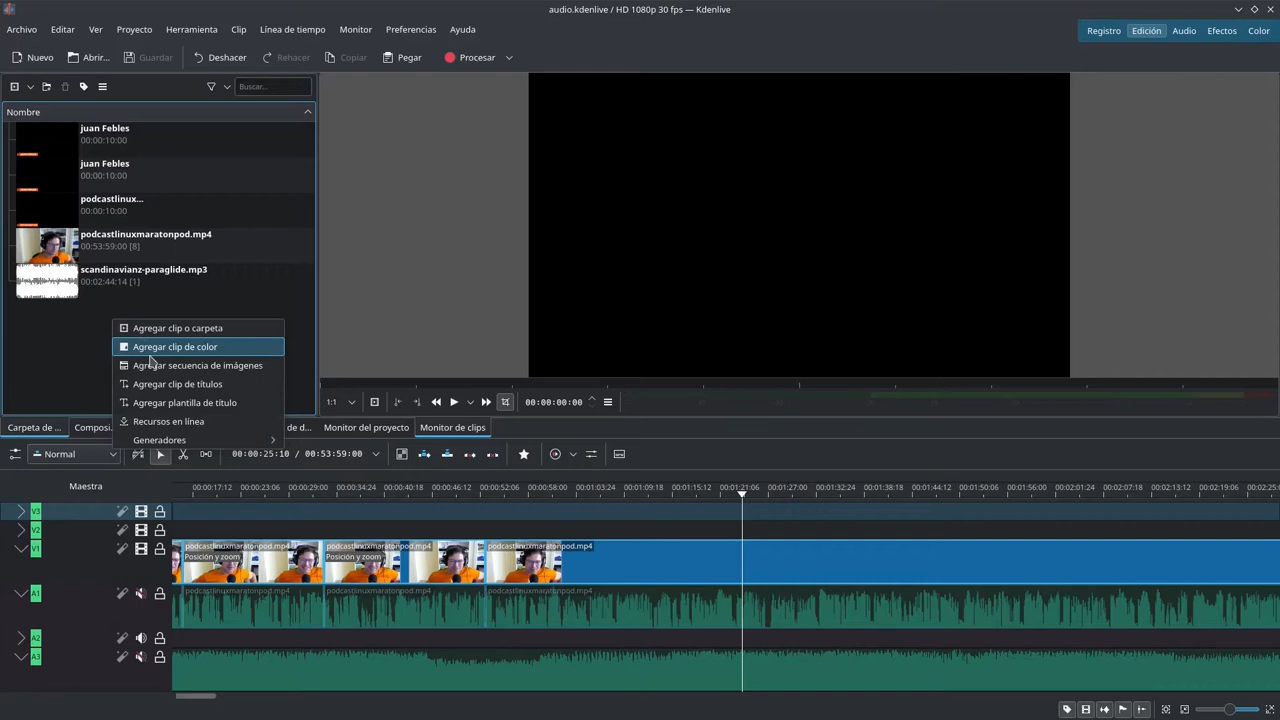 audio.kdenlive / HD 1080p 30 fps — Kdenlive
Archivo Editar Ver Proyecto Herramienta Clip Línea de tiempo Monitor Preferencias Ayuda
Registro Edición Audio Efectos Color
Nuevo Abrir... Guardar Deshacer Rehacer Copiar Pegar Procesar
Buscar...
Nombre
juan Febles
00:00:10:00
juan Febles
00:00:10:00
podcastlinux...
00:00:10:00
podcastlinuxmaratonpod.mp4
00:53:59:00 [8]
scandinavianz-paraglide.mp3
00:02:44:14 [1]
Agregar clip o carpeta
Agregar clip de color
Agregar secuencia de imágenes
Agregar clip de títulos
Agregar plantilla de título
Recursos en línea
Generadores
1:1 00:00:00:00
Carpeta de ... Composi... de d... Monitor del proyecto Monitor de clips
Normal 00:00:25:10 / 00:53:59:00
Maestra
00:00:17:12 00:00:23:06 00:00:29:00 00:00:34:24 00:00:40:18 00:00:46:12 00:00:52:06 00:00:58:00 00:01:03:24 00:01:09:18 00:01:15:12 00:01:21:06 00:01:27:00 00:01:32:24 00:01:38:18 00:01:44:12 00:01:50:06 00:01:56:00 00:02:01:24 00:02:07:18 00:02:13:12 00:02:19:06 00:02:25:0
V3
V2
V1
podcastlinuxmaratonpod.mp4 podcastlinuxmaratonpod.mp4 podcastlinuxmaratonpod.mp4
Posición y zoom Posición y zoom
A1
podcastlinuxmaratonpod.mp4 podcastlinuxmaratonpod.mp4 podcastlinuxmaratonpod.mp4
A2
A3